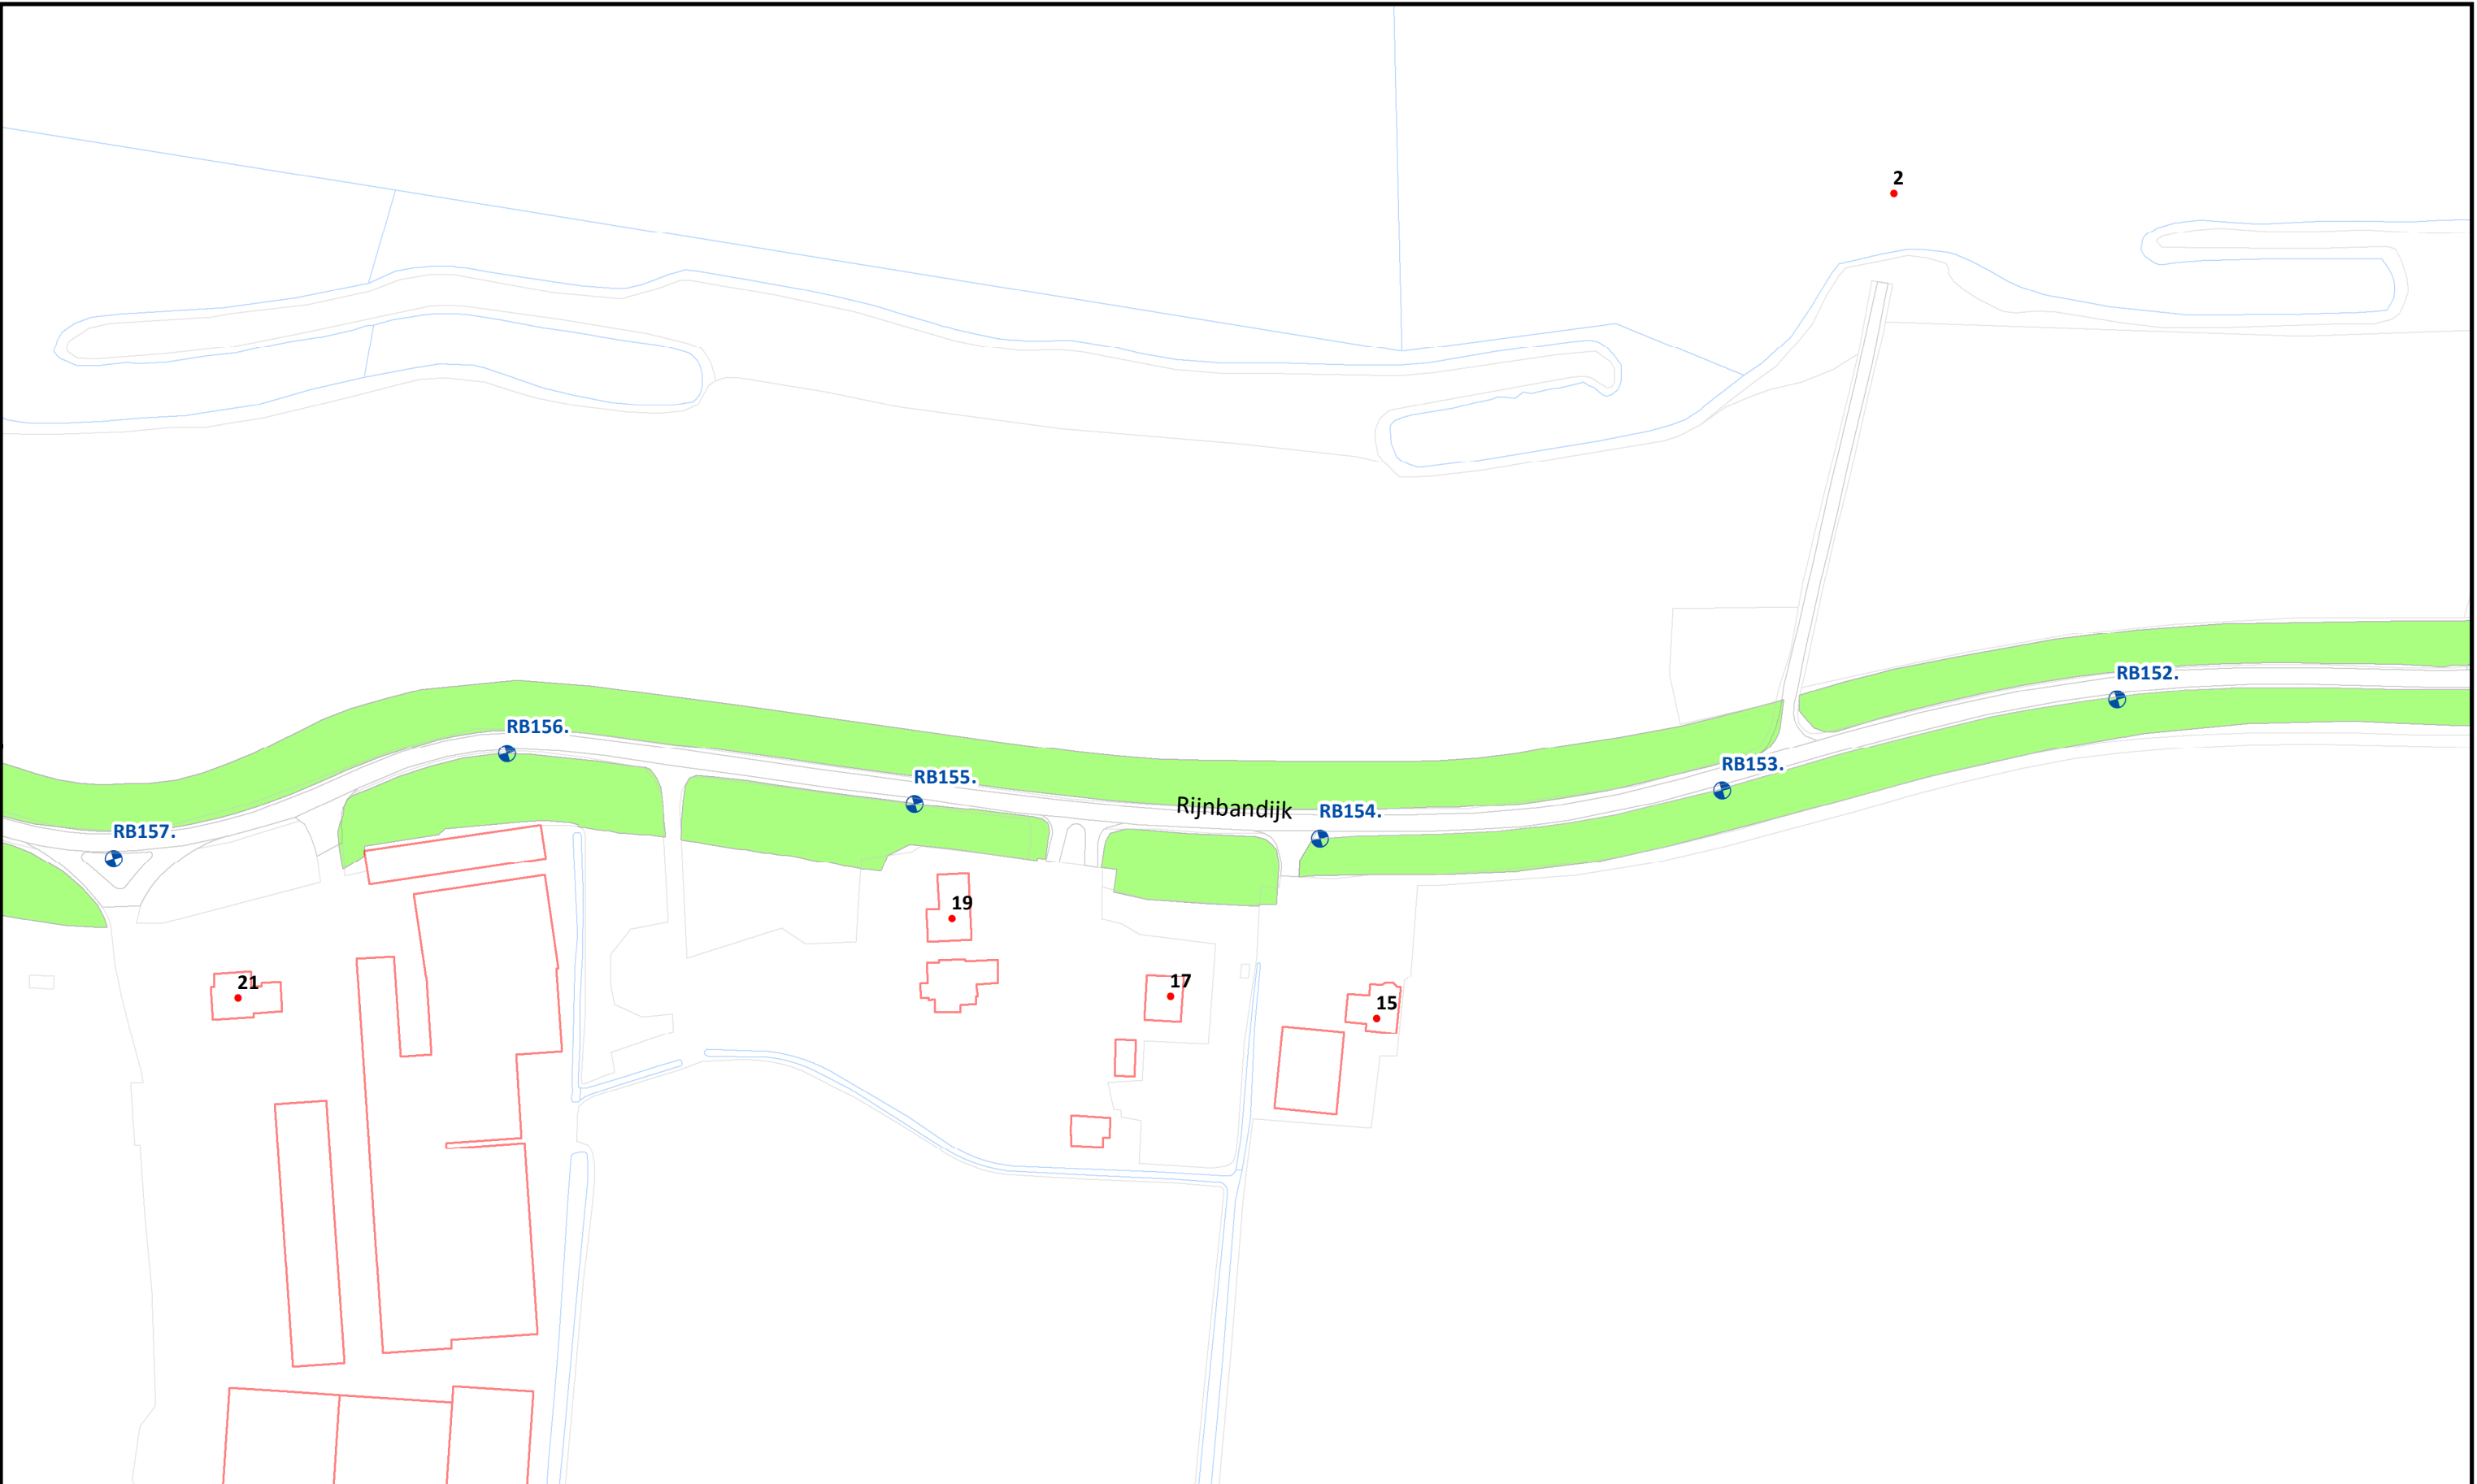 2
RB152.
RB156.
RB153.
RB155.
Rijnbandijk
RB154.
RB157.
19
21
17
15